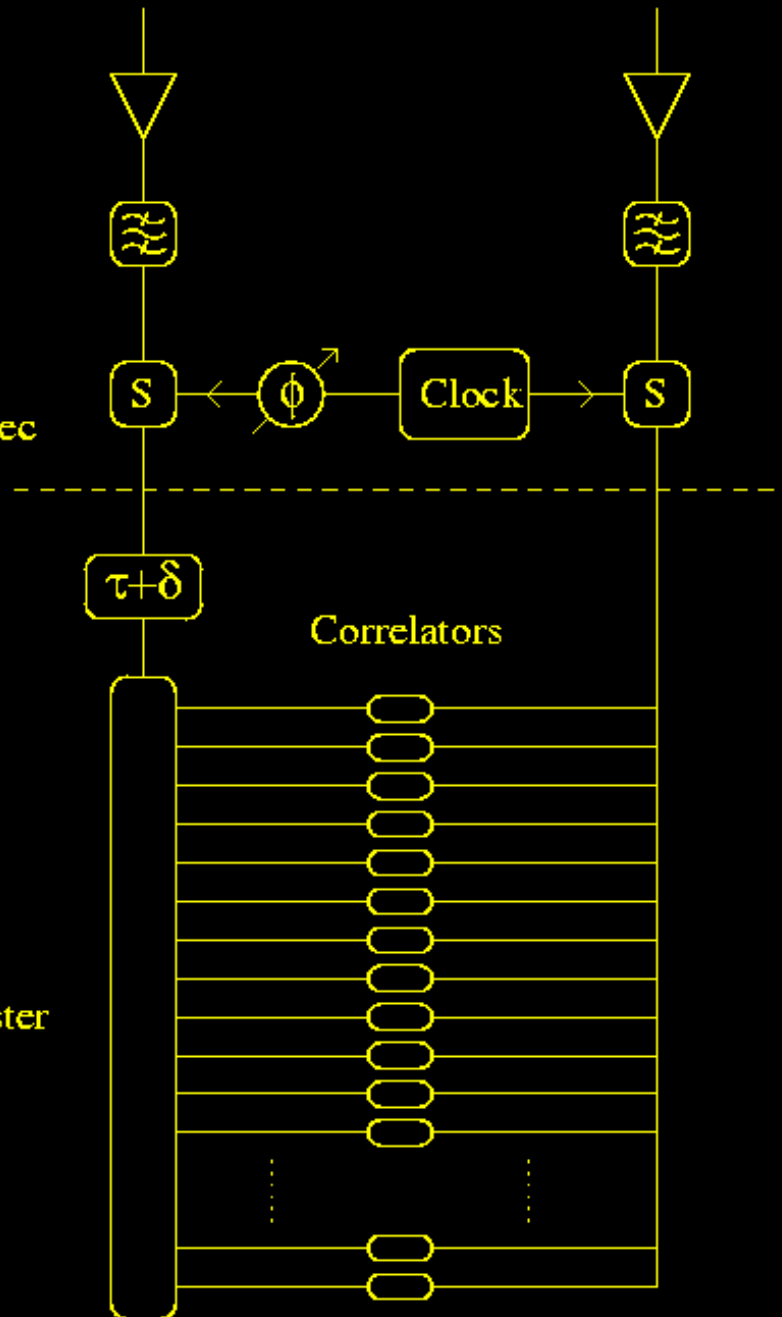 S ϕ Clock S
ec
τ+δ
Correlators
ster